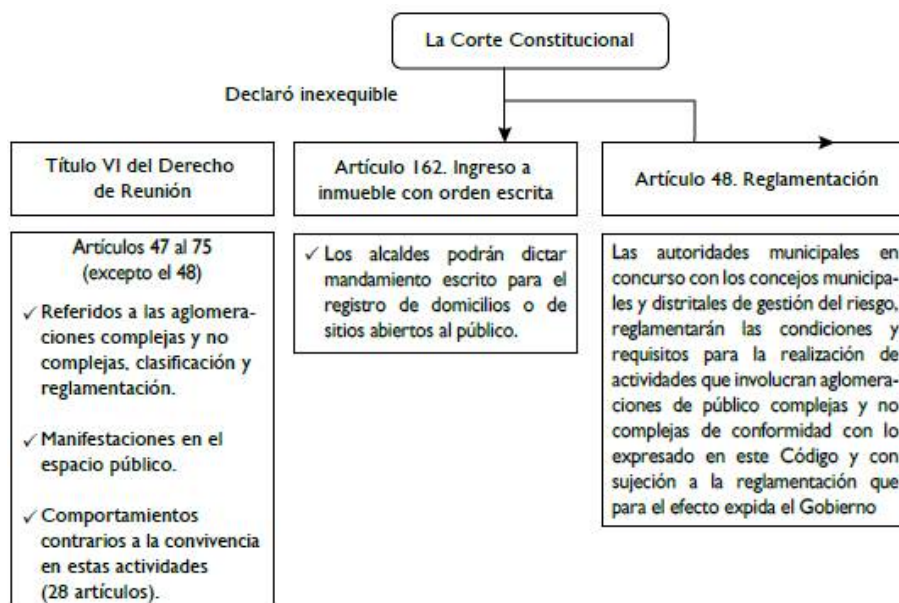 La Corte Constitucional
Declaró inexequible
Título VI del Derecho
de Reunión
Artículos 47 al 75
(excepto el 48)
✓ Referidos a las aglomera-
ciones complejas y no
complejas, clasificación y
reglamentación.
✓ Manifestaciones en el
espacio público.
✓ Comportamientos
contrarios a la convivencia
en estas actividades
(28 artículos).
Artículo 162. Ingreso a
inmueble con orden escrita
✓ Los alcaldes podrán dictar
mandamiento escrito para el
registro de domicilios o de
sitios abiertos al público.
Artículo 48. Reglamentación
Las autoridades municipales en
concurso con los concejos municipa-
les y distritales de gestión del riesgo,
reglamentarán las condiciones y
requisitos para la realización de
actividades que involucran aglomera-
ciones de público complejas y no
complejas de conformidad con lo
expresado en este Código y con
sujeción a la reglamentación que
para el efecto expida el Gobierno